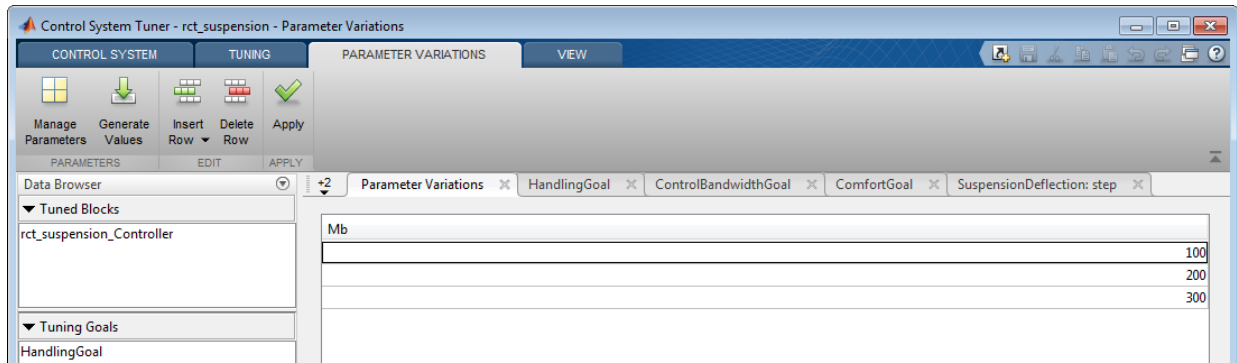 Control System Tuner - rct_suspension - Parameter Variations
CONTROL SYSTEM TUNING PARAMETER VARIATIONS VIEW
Manage Parameters
Generate Values
Insert Row
Delete Row
Apply
PARAMETERS EDIT APPLY
Data Browser
+2 Parameter Variations HandlingGoal ControlBandwidthGoal ComfortGoal SuspensionDeflection: step
Tuned Blocks
rct_suspension_Controller
Mb
100
200
300
Tuning Goals
HandlingGoal